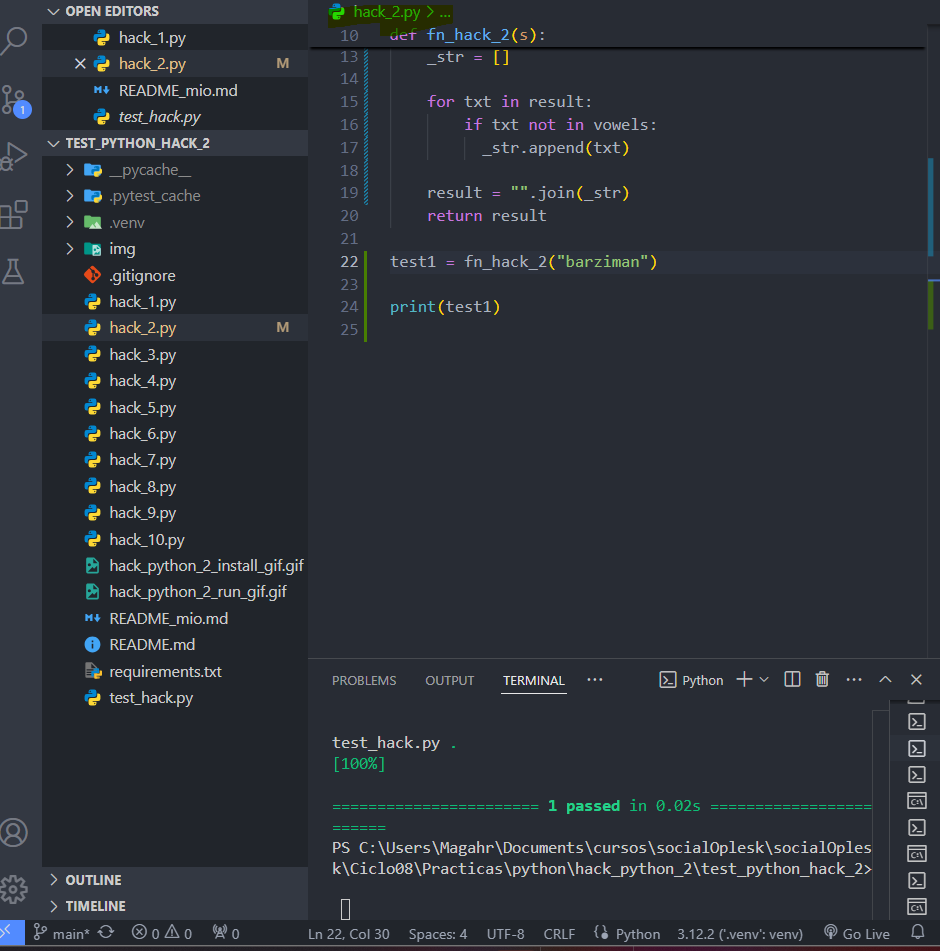 OPEN EDITORS
hack_1.py
hack_2.py M
README_mio.md
test_hack.py
1
TEST_PYTHON_HACK_2
__pycache__
.pytest_cache
.venv
img
.gitignore
hack_1.py
hack_2.py M
hack_3.py
hack_4.py
hack_5.py
hack_6.py
hack_7.py
hack_8.py
hack_9.py
hack_10.py
hack_python_2_install_gif.gif
hack_python_2_run_gif.gif
README_mio.md
README.md
requirements.txt
test_hack.py
OUTLINE
TIMELINE
hack_2.py > ...
10 def fn_hack_2(s):
13 _str = []
14
15 for txt in result:
16 if txt not in vowels:
17 _str.append(txt)
18
19 result = "".join(_str)
20 return result
21
22 test1 = fn_hack_2("barziman")
23
24 print(test1)
25
PROBLEMS OUTPUT TERMINAL ... Python
test_hack.py .
[100%]
======================= 1 passed in 0.02s ==================
======
PS C:\Users\Magahr\Documents\cursos\socialOplesk\socialOples
k\Ciclo08\Practicas\python\hack_python_2\test_python_hack_2>
main* 0 0 0 Ln 22, Col 30 Spaces: 4 UTF-8 CRLF Python 3.12.2 ('.venv': venv) Go Live